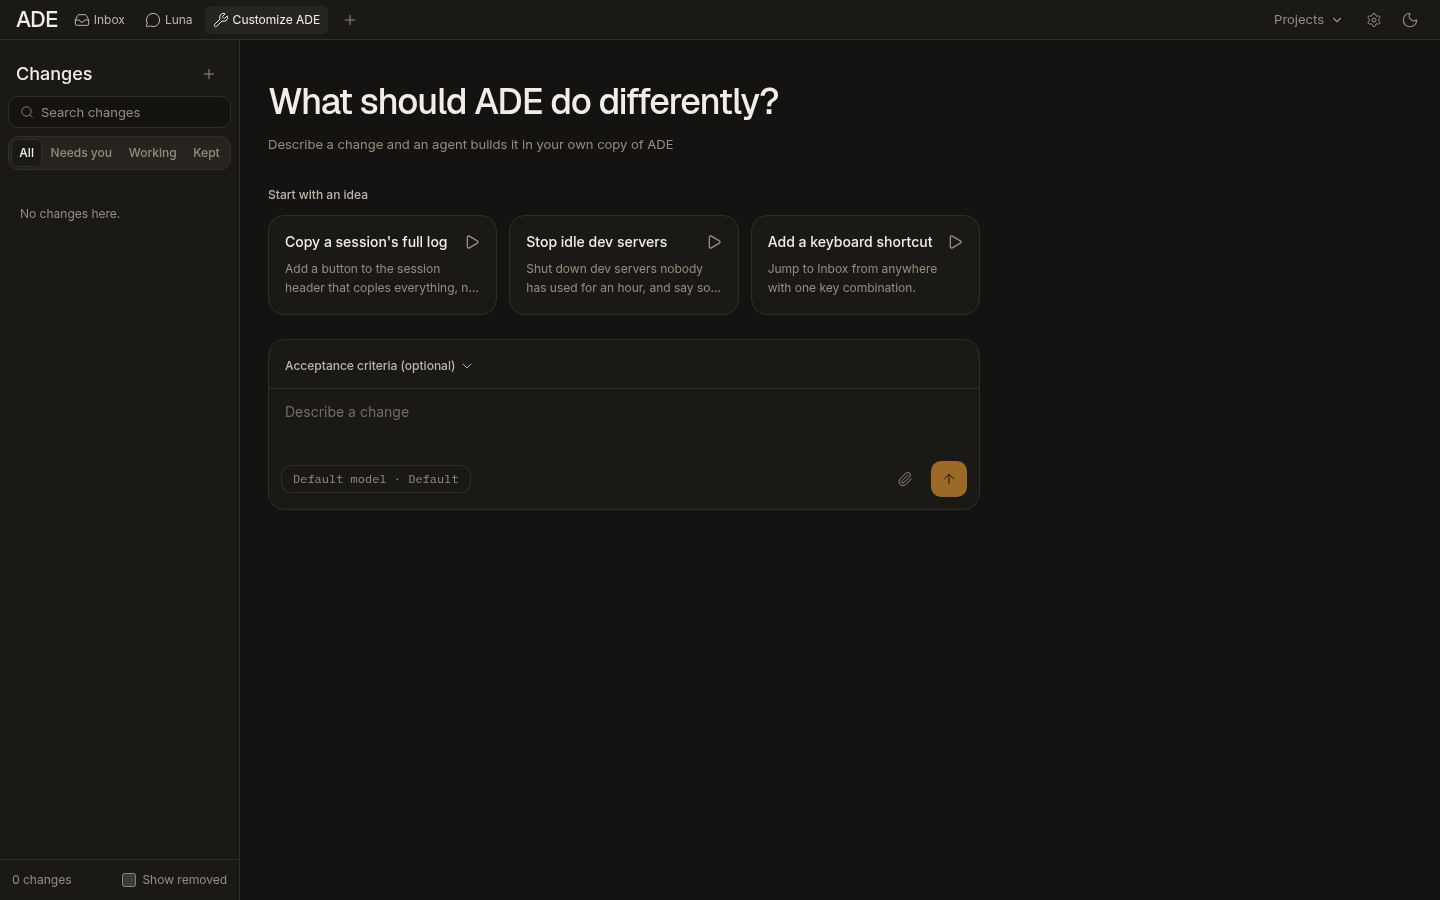 ADE
Inbox
Luna
Customize ADE
Projects
Changes
Search changes
All
Needs you
Working
Kept
No changes here.
0 changes
Show removed
What should ADE do differently?
Describe a change and an agent builds it in your own copy of ADE
Start with an idea
Copy a session's full log
Add a button to the session
header that copies everything, n...
Stop idle dev servers
Shut down dev servers nobody
has used for an hour, and say so...
Add a keyboard shortcut
Jump to Inbox from anywhere
with one key combination.
Acceptance criteria (optional)
Describe a change
Default model · Default